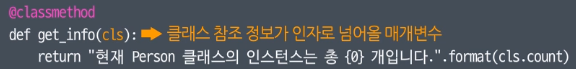 @classmethod
def get_info(cls): 클래스 참조 정보가 인자로 넘어올 매개변수
return "현재 Person 클래스의 인스턴스는 총 {0} 개입니다.".format(cls.count)